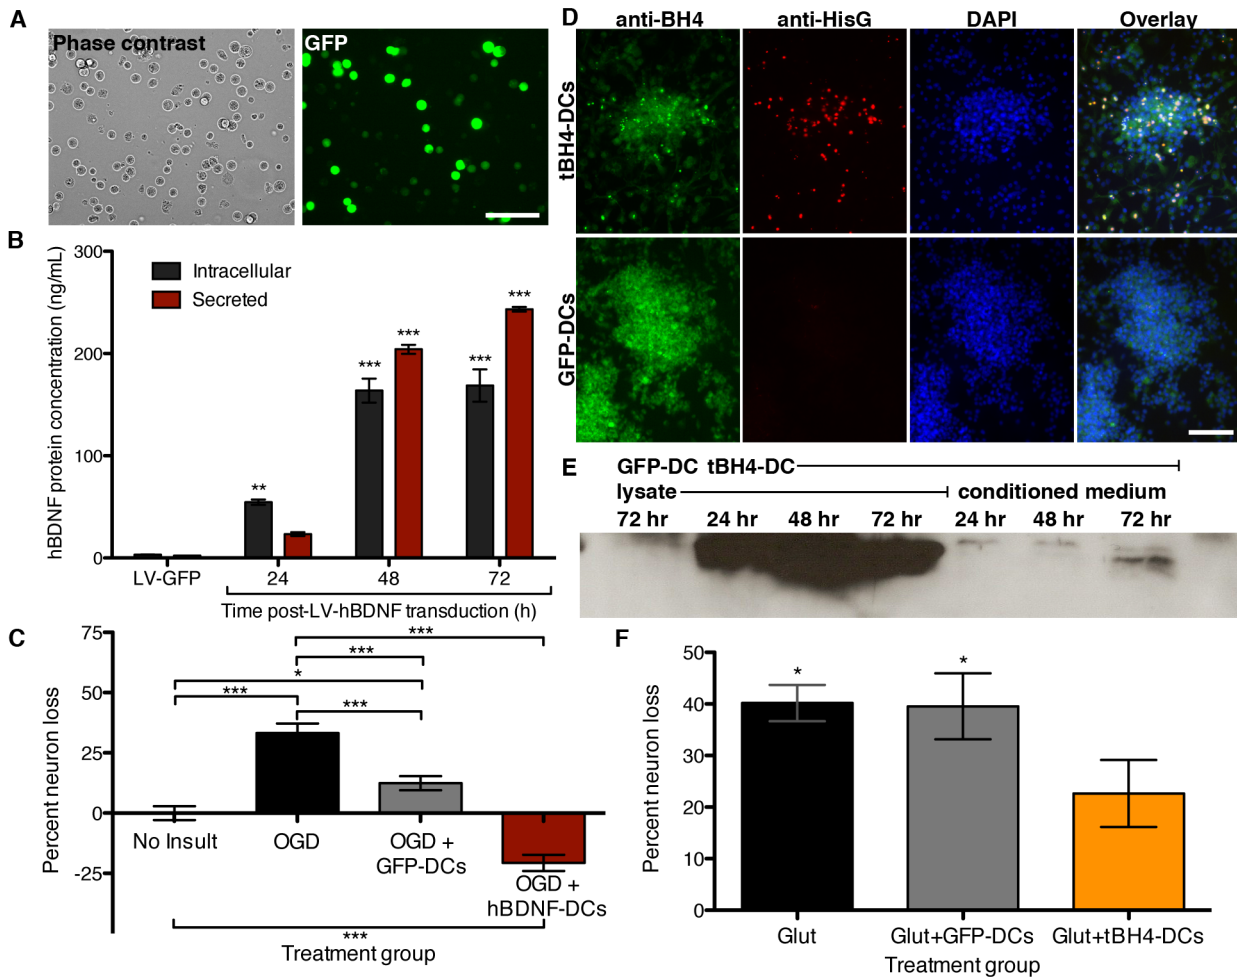 A
Phase contrast
GFP
B
hBDNF protein concentration (ng/mL)
300
200
100
0
Intracellular
Secreted
**
***
***
***
***
LV-GFP
24
48
72
Time post-LV-hBDNF transduction (h)
C
Percent neuron loss
75
50
25
0
-25
***
***
*
***
***
No Insult
OGD
OGD +
GFP-DCs
OGD +
hBDNF-DCs
***
Treatment group
D
anti-BH4
anti-HisG
DAPI
Overlay
tBH4-DCs
GFP-DCs
E
GFP-DC tBH4-DC
lysate
conditioned medium
72 hr
24 hr
48 hr
72 hr
24 hr
48 hr
72 hr
F
Percent neuron loss
50
40
30
20
10
0
*
*
Glut
Glut+GFP-DCs
Glut+tBH4-DCs
Treatment group